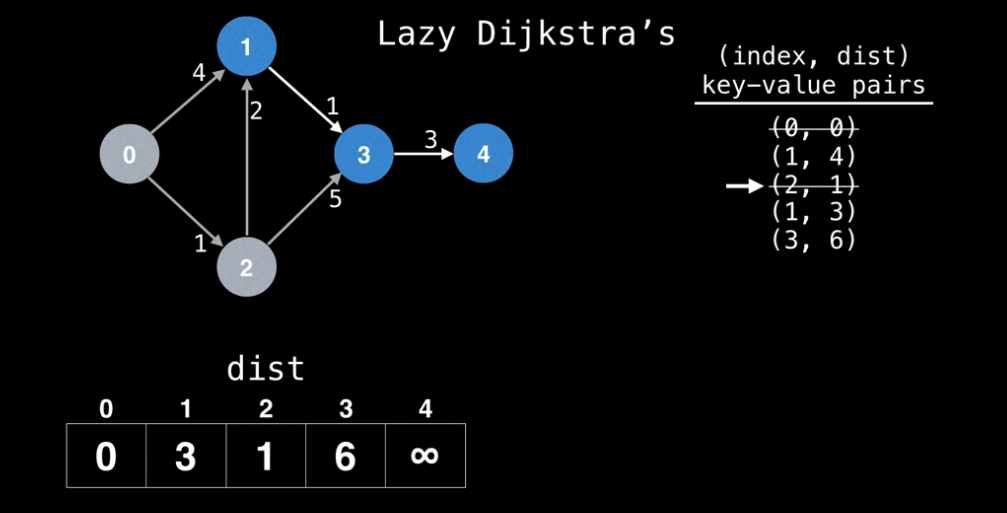 Lazy Dijkstra's
(index, dist)
key-value pairs
(0, 0)
(1, 4)
(2, 1)
(1, 3)
(3, 6)
1
4
2
1
0
3
3
4
5
1
2
dist
0 1 2 3 4
0 3 1 6 ∞